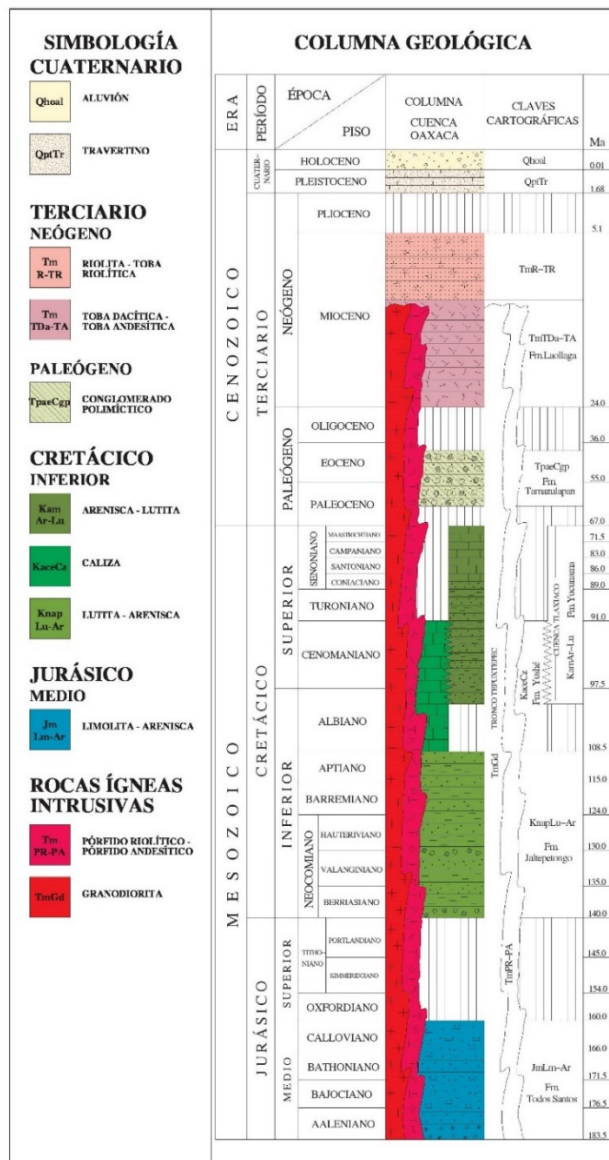 SIMBOLOGÍA
CUATERNARIO
Qhoal
ALUVIÓN
QptTr
TRAVERTINO
TERCIARIO
NEÓGENO
Tm
R-TR
RIOLITA - TOBA
RIOLÍTICA
Tm
TDa-TA
TOBA DACÍTICA -
TOBA ANDESÍTICA
PALEÓGENO
TpaeCgp
CONGLOMERADO
POLIMÍCTICO
CRETÁCICO
INFERIOR
Kam
Ar-Lu
ARENISCA - LUTITA
KaceCz
CALIZA
Knap
Lu-Ar
LUTITA - ARENISCA
JURÁSICO
MEDIO
Jm
Lm-Ar
LIMOLITA - ARENISCA
ROCAS ÍGNEAS
INTRUSIVAS
Tm
PR-PA
PÓRFIDO RIOLÍTICO -
PÓRFIDO ANDESÍTICO
TmGd
GRANODIORITA
COLUMNA GEOLÓGICA
ERA
PERÍODO
ÉPOCA
PISO
COLUMNA
CUENCA
OAXACA
CLAVES
CARTOGRÁFICAS
Ma
CENOZOICO
CUATER-
NARIO
HOLOCENO
Qhoal
0.01
PLEISTOCENO
QptTr
1.68
TERCIARIO
NEÓGENO
PLIOCENO
5.1
TmR-TR
MIOCENO
TmTDa-TA
Fm.Laollaga
24.0
PALEÓGENO
OLIGOCENO
36.0
EOCENO
TpaeCgp
55.0
Fm.
Tamazulapan
PALEOCENO
67.0
MESOZOICO
CRETÁCICO
SUPERIOR
SENONIANO
MAASTRICHTIANO
71.5
CAMPANIANO
83.0
SANTONIANO
86.0
CONIACIANO
89.0
TURONIANO
91.0
CENOMANIANO
97.5
TRONCO TEPUXTEPEC
TmGd
KaceCz
Fm. Yushé
CUENCA TLAXIACO
Fm. Yucunama
KamAr-Lu
INFERIOR
ALBIANO
108.5
APTIANO
115.0
BARREMIANO
124.0
KnapLu-Ar
NEOCOMIANO
HAUTERIVIANO
130.0
Fm.
Jaltepetongo
VALANGINIANO
135.0
BERRIASIANO
140.0
JURÁSICO
SUPERIOR
TITHO-
NIANO
PORTLANDIANO
145.0
KIMMERIDGIANO
154.0
TmPR-PA
OXFORDIANO
160.0
MEDIO
CALLOVIANO
166.0
BATHONIANO
JmLm-Ar
171.5
BAJOCIANO
Fm.
Todos Santos
176.5
AALENIANO
183.5